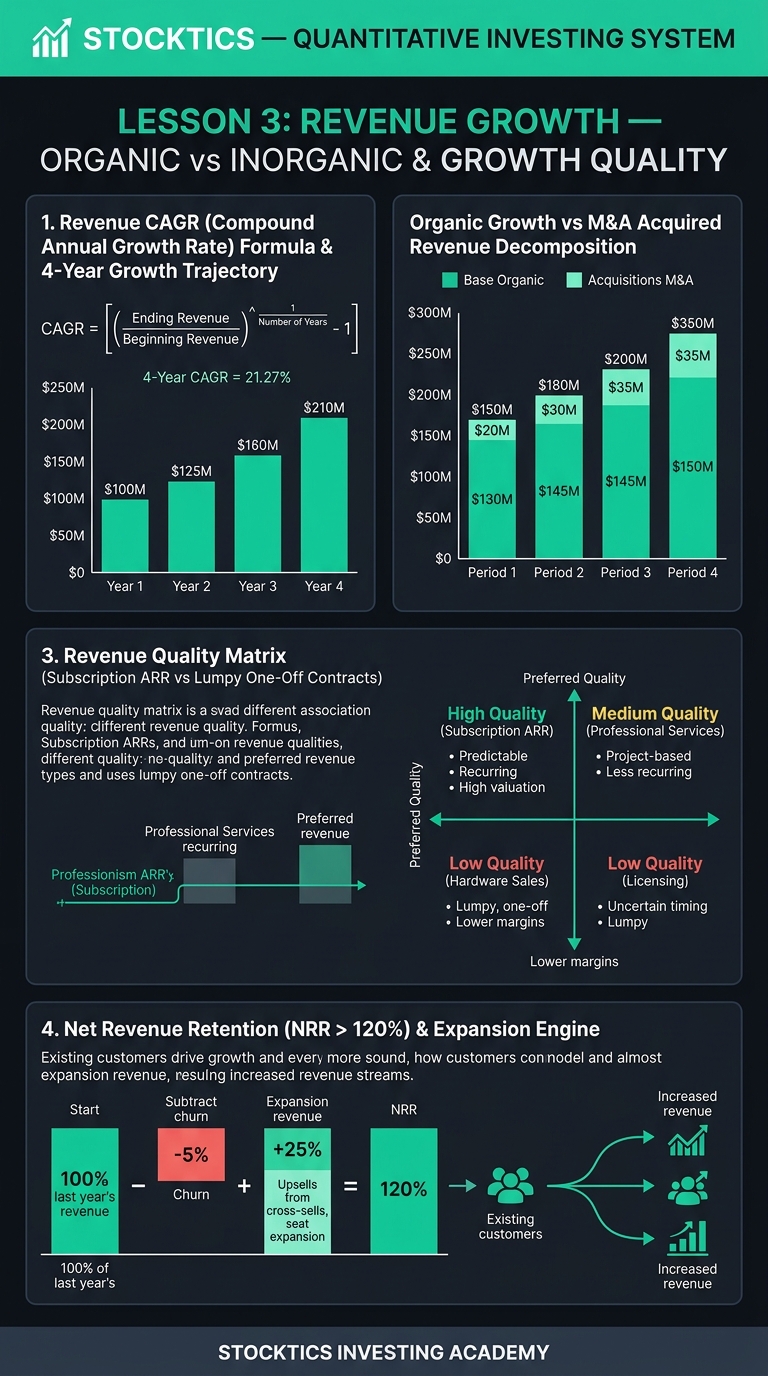 STOCKTICS — QUANTITATIVE INVESTING SYSTEM
LESSON 3: REVENUE GROWTH —
ORGANIC vs INORGANIC & GROWTH QUALITY
1. Revenue CAGR (Compound
Annual Growth Rate) Formula &
4-Year Growth Trajectory
CAGR = [(Ending Revenue / Beginning Revenue)^ 1 / Number of Years - 1]
4-Year CAGR = 21.27%
$250M
$200M
$150M
$100M
$50M
$0
$100M
$125M
$160M
$210M
Year 1
Year 2
Year 3
Year 4
Organic Growth vs M&A Acquired
Revenue Decomposition
Base Organic
Acquisitions M&A
$300M
$250M
$200M
$150M
$100M
$50M
$0
$150M
$20M
$130M
$180M
$30M
$145M
$200M
$35M
$145M
$350M
$35M
$150M
Period 1
Period 2
Period 3
Period 4
3. Revenue Quality Matrix
(Subscription ARR vs Lumpy One-Off Contracts)
Revenue quality matrix is a svad different association
quality: different revenue quality. Formus,
Subscription ARRs, and um-on revenue qualities,
different quality: ne-quality and preferred revenue
types and uses lumpy one-off contracts.
Professional Services
recurring
Preferred
revenue
Professionism ARR's
(Subscription)
Preferred Quality
Preferred Quality
High Quality
(Subscription ARR)
• Predictable
• Recurring
• High valuation
Medium Quality
(Professional Services)
• Project-based
• Less recurring
Low Quality
(Hardware Sales)
• Lumpy, one-off
• Lower margins
Low Quality
(Licensing)
• Uncertain timing
• Lumpy
Lower margins
4. Net Revenue Retention (NRR > 120%) & Expansion Engine
Existing customers drive growth and every more sound, how customers con model and almost
expansion revenue, resulng increased revenue streams.
Start
100%
last year's
revenue
100% of
last year's
−
Subtract
churn
-5%
Churn
+
Expansion
revenue
+25%
Upsells
from
cross-sells,
seat
expansion
=
NRR
120%
Existing
customers
Increased
revenue
Increased
revenue
STOCKTICS INVESTING ACADEMY